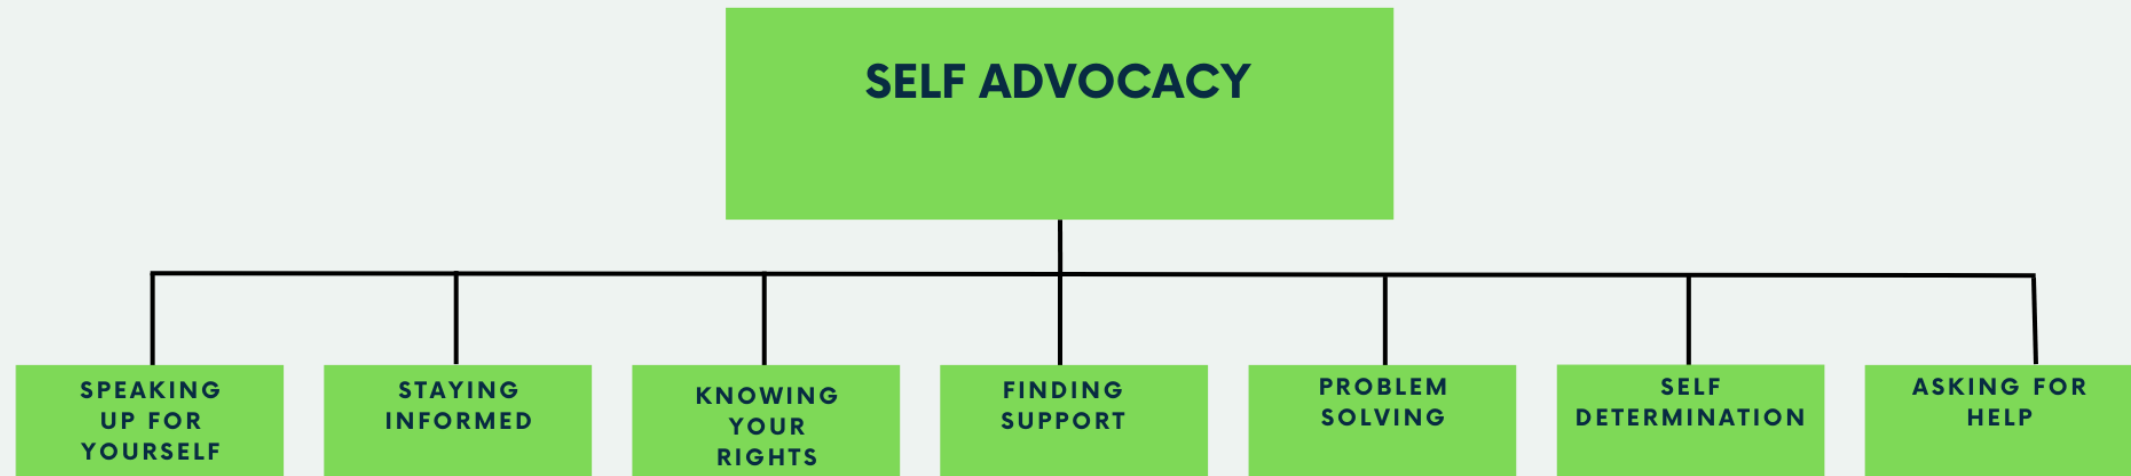 SELF ADVOCACY
SPEAKING
UP FOR
YOURSELF
STAYING
INFORMED
KNOWING
YOUR
RIGHTS
FINDING
SUPPORT
PROBLEM
SOLVING
SELF
DETERMINATION
ASKING FOR
HELP